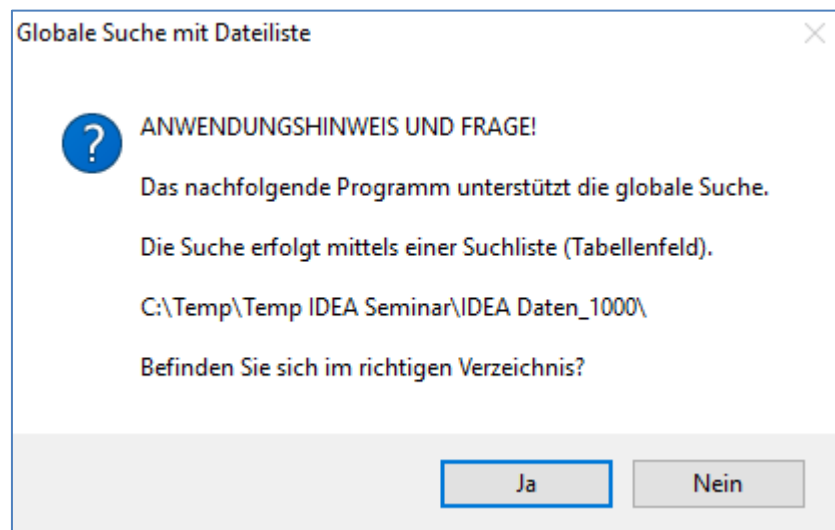 Globale Suche mit Dateiliste
ANWENDUNGSHINWEIS UND FRAGE!
Das nachfolgende Programm unterstützt die globale Suche.
Die Suche erfolgt mittels einer Suchliste (Tabellenfeld).
C:\Temp\Temp IDEA Seminar\IDEA Daten_1000\
Befinden Sie sich im richtigen Verzeichnis?
Ja
Nein